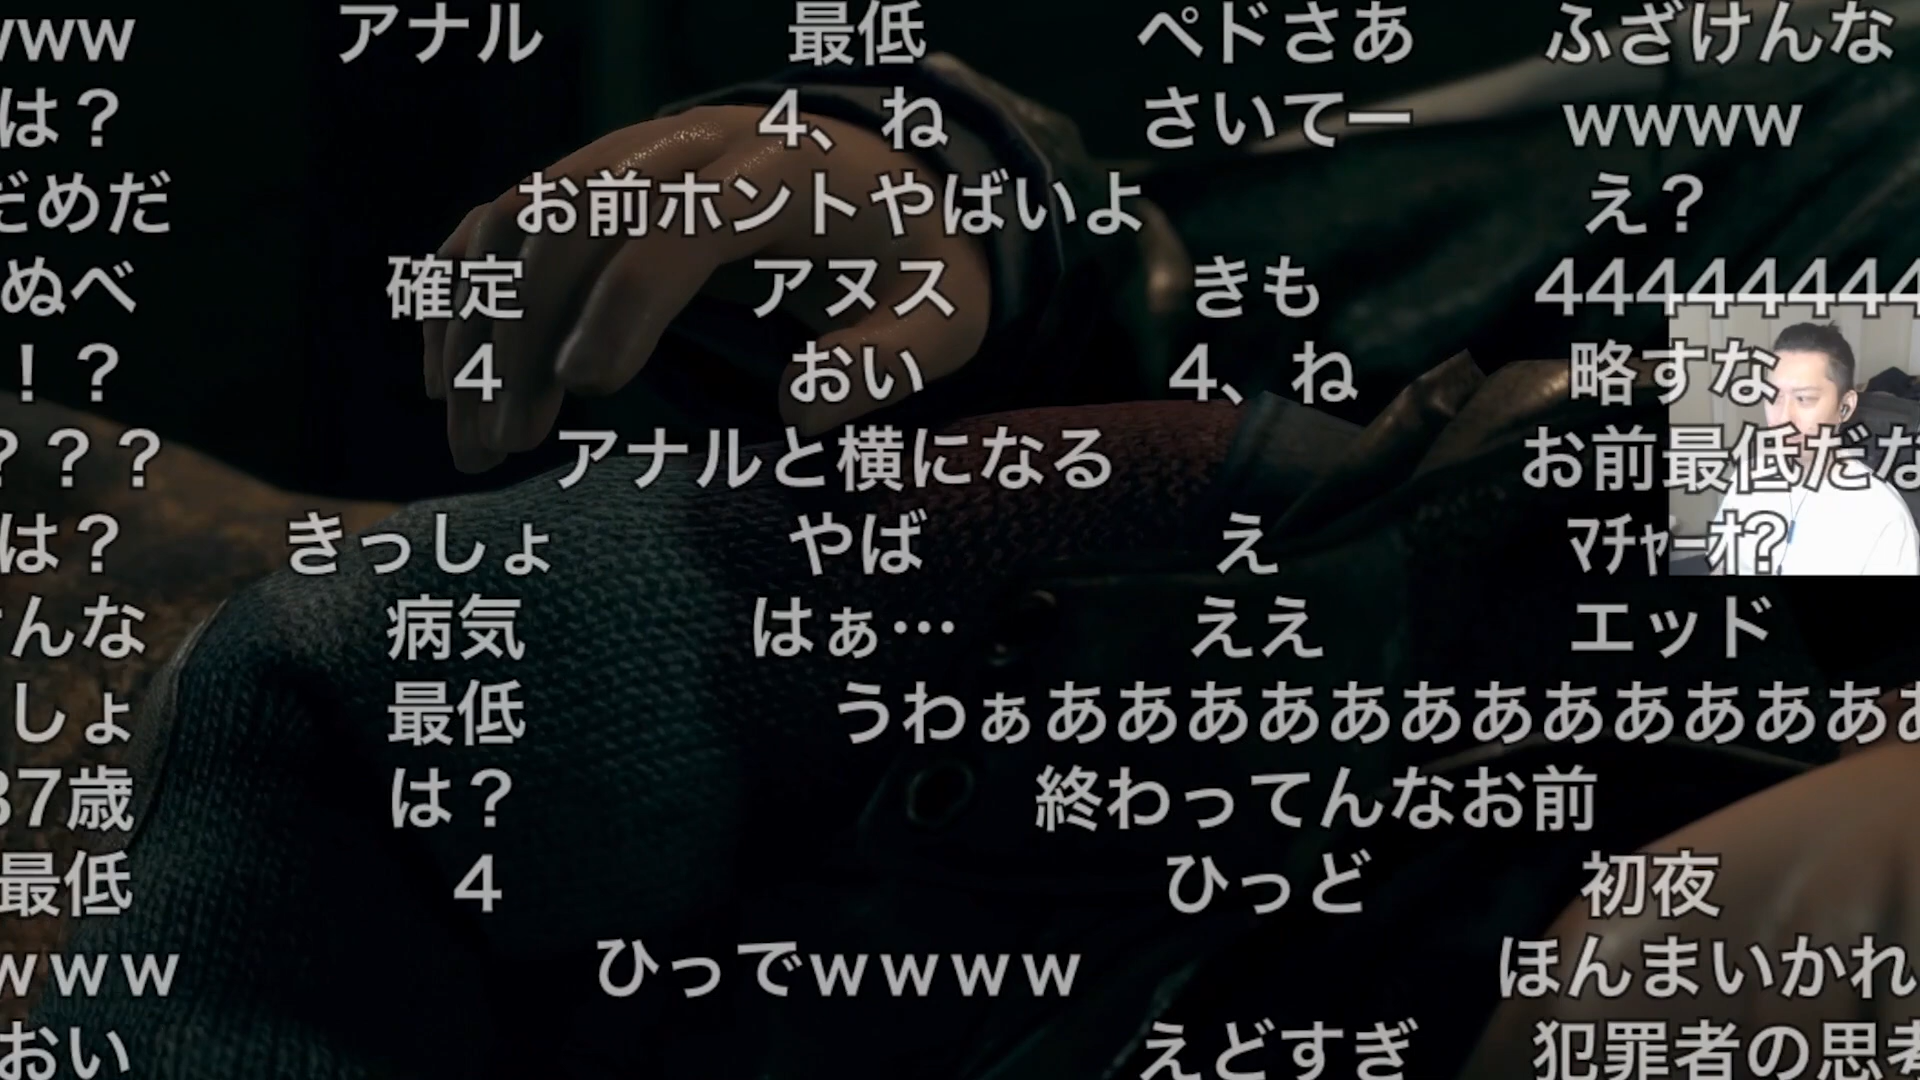 www アナル 最低 ペドさあ ふざけんな
は？ 4、ね さいてー wwww
だめだ お前ホントやばいよ え？
ぬべ 確定 アヌス きも 44444444
！？ 4 おい 4、ね 略すな
？？？ アナルと横になる お前最低だな
は？ きっしょ やば え ﾏﾁｬｰｵ?
んな 病気 はぁ… ええ エッド
しょ 最低 うわぁあああああああああああああ
37歳 は？ 終わってんなお前
最低 4 ひっど 初夜
ｗｗｗ ひっでｗｗｗｗ ほんまいかれ
おい えどすぎ 犯罪者の思考